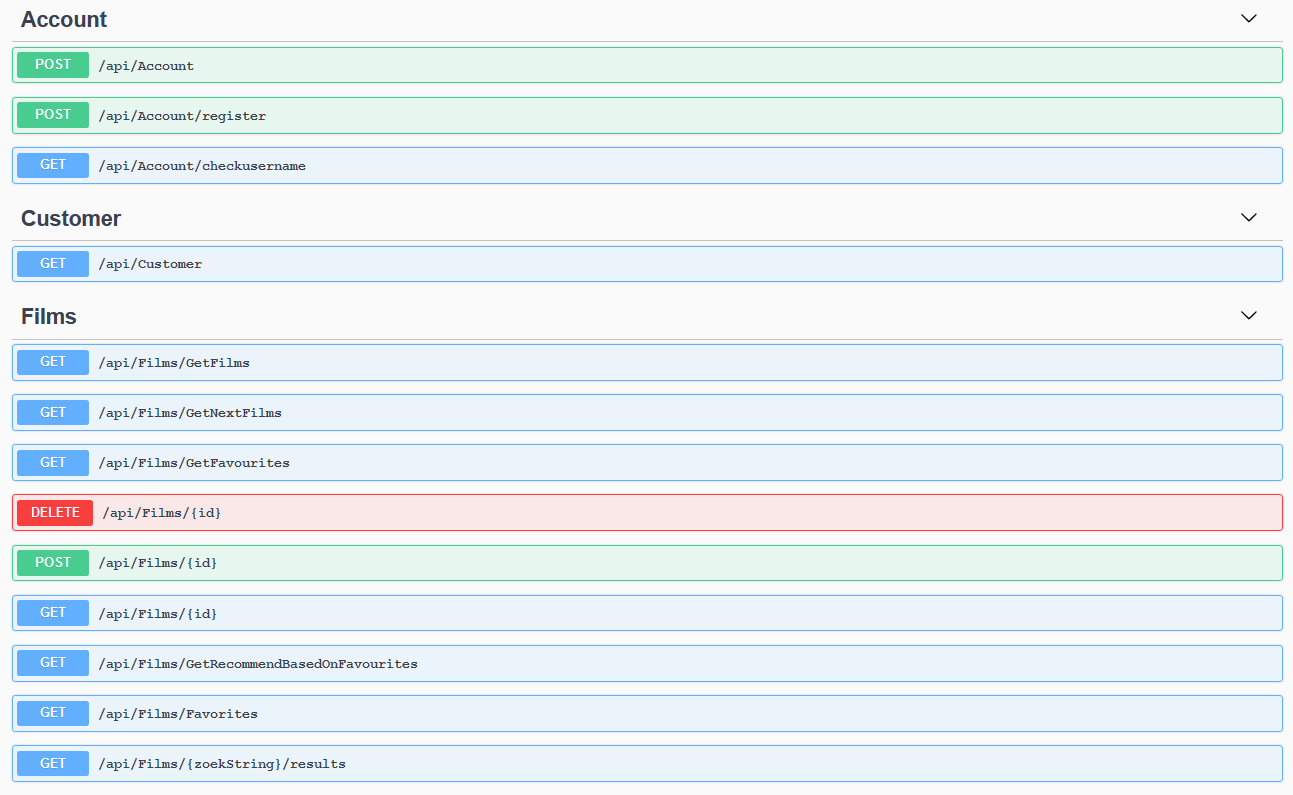 Account
POST /api/Account
POST /api/Account/register
GET /api/Account/checkusername
Customer
GET /api/Customer
Films
GET /api/Films/GetFilms
GET /api/Films/GetNextFilms
GET /api/Films/GetFavourites
DELETE /api/Films/{id}
POST /api/Films/{id}
GET /api/Films/{id}
GET /api/Films/GetRecommendBasedOnFavourites
GET /api/Films/Favorites
GET /api/Films/{zoekString}/results